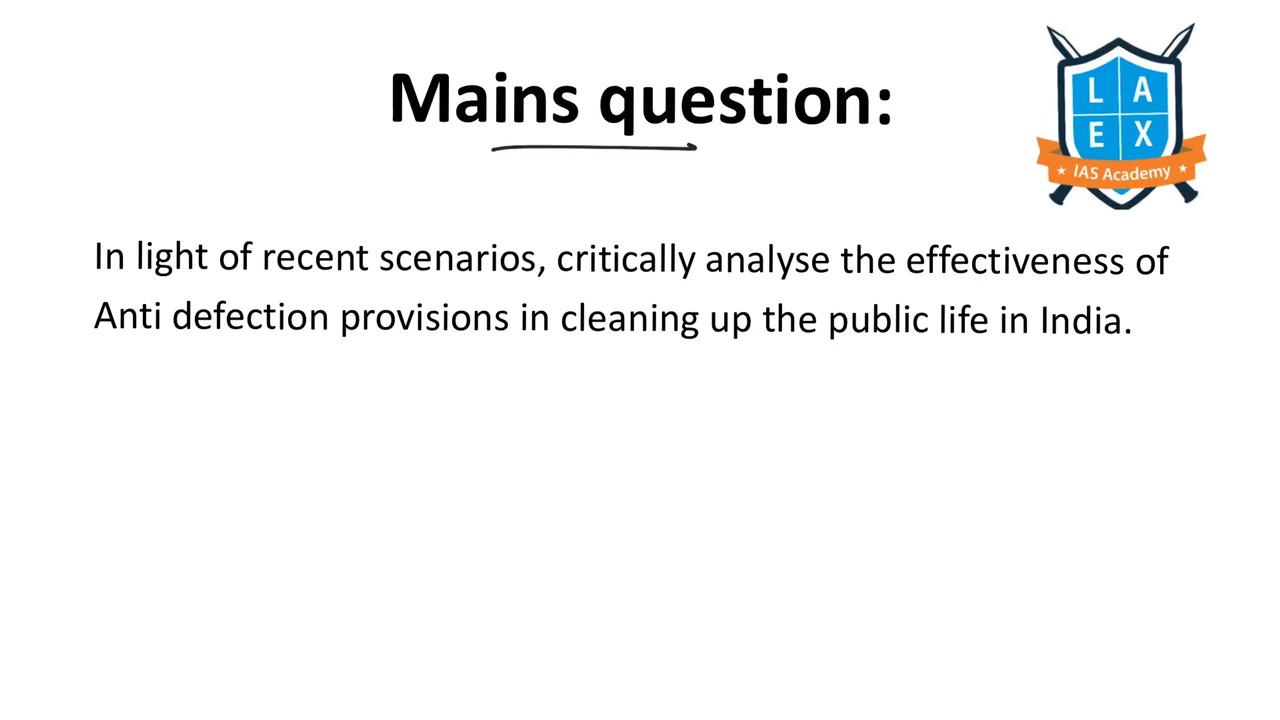 Mains question:
L A
E X
IAS Academy
In light of recent scenarios, critically analyse the effectiveness of
Anti defection provisions in cleaning up the public life in India.